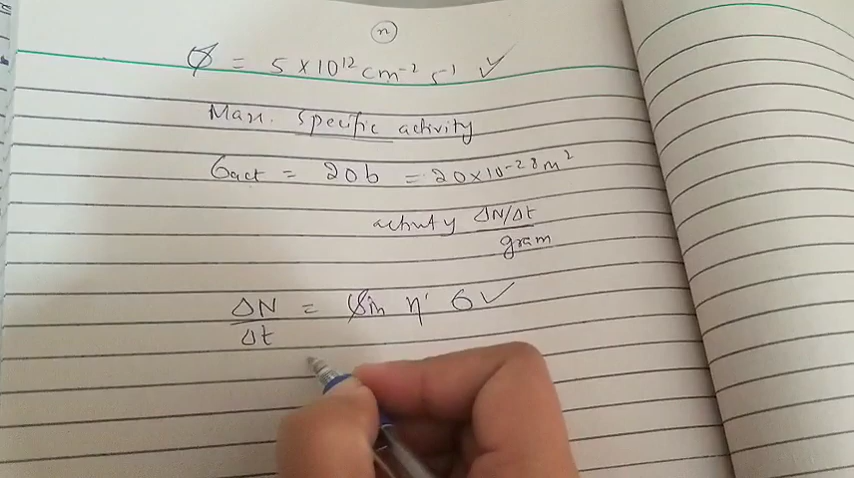 n
ϕ = 5 × 10¹² cm⁻² s⁻¹ ✓
Max. specific activity
σact = 20b = 20×10⁻²⁸ m²
activity ΔN/Δt
gram
ΔN = ϕin η' σ ✓
Δt